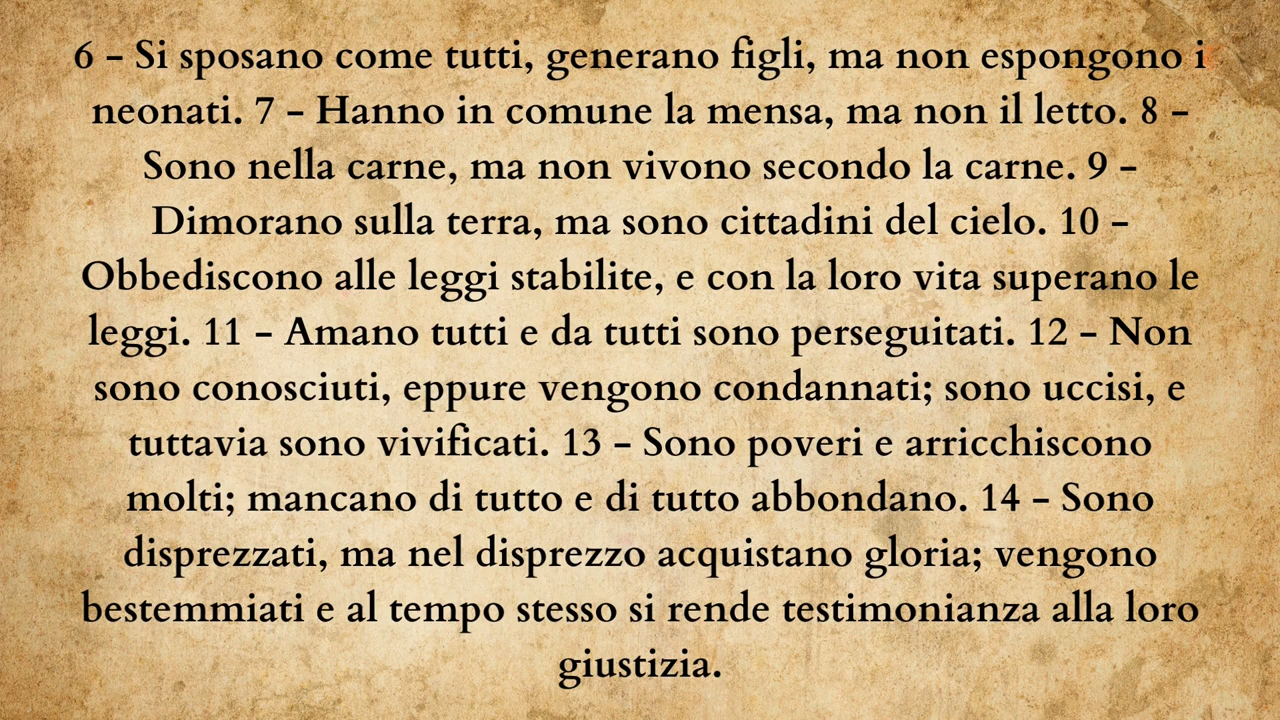 6 – Si sposano come tutti, generano figli, ma non espongono i
neonati. 7 – Hanno in comune la mensa, ma non il letto. 8 –
Sono nella carne, ma non vivono secondo la carne. 9 –
Dimorano sulla terra, ma sono cittadini del cielo. 10 –
Obbediscono alle leggi stabilite, e con la loro vita superano le
leggi. 11 – Amano tutti e da tutti sono perseguitati. 12 – Non
sono conosciuti, eppure vengono condannati; sono uccisi, e
tuttavia sono vivificati. 13 – Sono poveri e arricchiscono
molti; mancano di tutto e di tutto abbondano. 14 – Sono
disprezzati, ma nel disprezzo acquistano gloria; vengono
bestemmiati e al tempo stesso si rende testimonianza alla loro
giustizia.